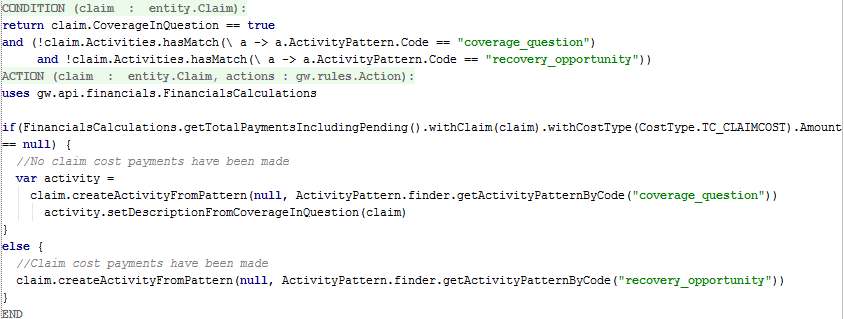 CONDITION (claim : entity.Claim):
return claim.CoverageInQuestion == true
and (!claim.Activities.hasMatch(\ a -> a.ActivityPattern.Code == "coverage_question")
and !claim.Activities.hasMatch(\ a -> a.ActivityPattern.Code == "recovery_opportunity"))
ACTION (claim : entity.Claim, actions : gw.rules.Action):
uses gw.api.financials.FinancialsCalculations
if(FinancialsCalculations.getTotalPaymentsIncludingPending().withClaim(claim).withCostType(CostType.TC_CLAIMCOST).Amount
== null) {
//No claim cost payments have been made
var activity =
claim.createActivityFromPattern(null, ActivityPattern.finder.getActivityPatternByCode("coverage_question"))
activity.setDescriptionFromCoverageInQuestion(claim)
}
else {
//Claim cost payments have been made
claim.createActivityFromPattern(null, ActivityPattern.finder.getActivityPatternByCode("recovery_opportunity"))
}
END